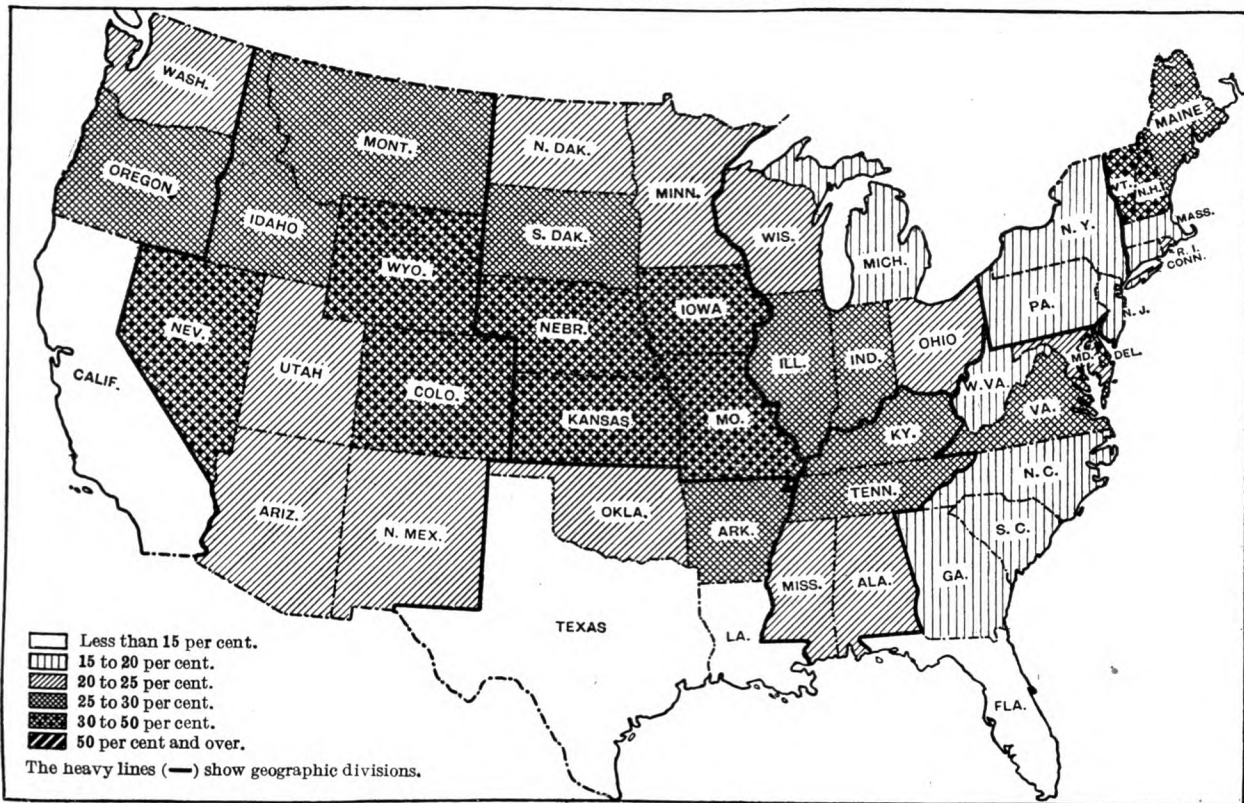 WASH.
MONT.
N. DAK.
MINN.
MAINE
OREGON
IDAHO
S. DAK.
WIS.
MICH.
VT.
N.H.
MASS.
N. Y.
R. I.
CONN.
WYO.
NEBR.
IOWA
PA.
N. J.
NEV.
UTAH
COLO.
KANSAS
MO.
ILL.
IND.
OHIO
W. VA.
MD.
DEL.
VA.
KY.
CALIF.
ARIZ.
N. MEX.
OKLA.
ARK.
TENN.
N. C.
S. C.
MISS.
ALA.
GA.
TEXAS
LA.
FLA.
Less than 15 per cent.
15 to 20 per cent.
20 to 25 per cent.
25 to 30 per cent.
30 to 50 per cent.
50 per cent and over.
The heavy lines (—) show geographic divisions.